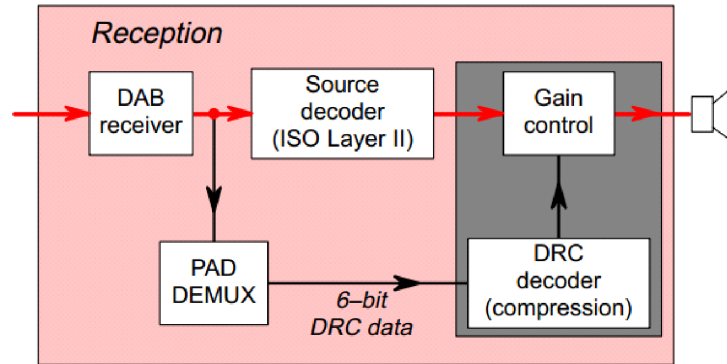 Reception
DAB
receiver
Source
decoder
(ISO Layer II)
Gain
control
PAD
DEMUX
6–bit
DRC data
DRC
decoder
(compression)